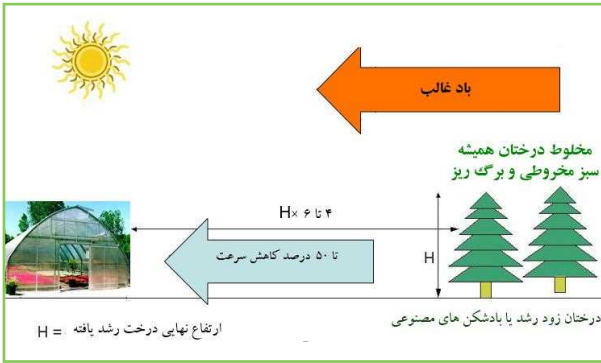 باد غالب
مخلوط درختان همیشه
سبز مخروطی و برگ ریز
H× ۴ تا ۶
تا ۵۰ درصد کاهش سرعت
H
درختان زود رشد یا بادشکن های مصنوعی
H = ارتفاع نهایی درخت رشد یافته